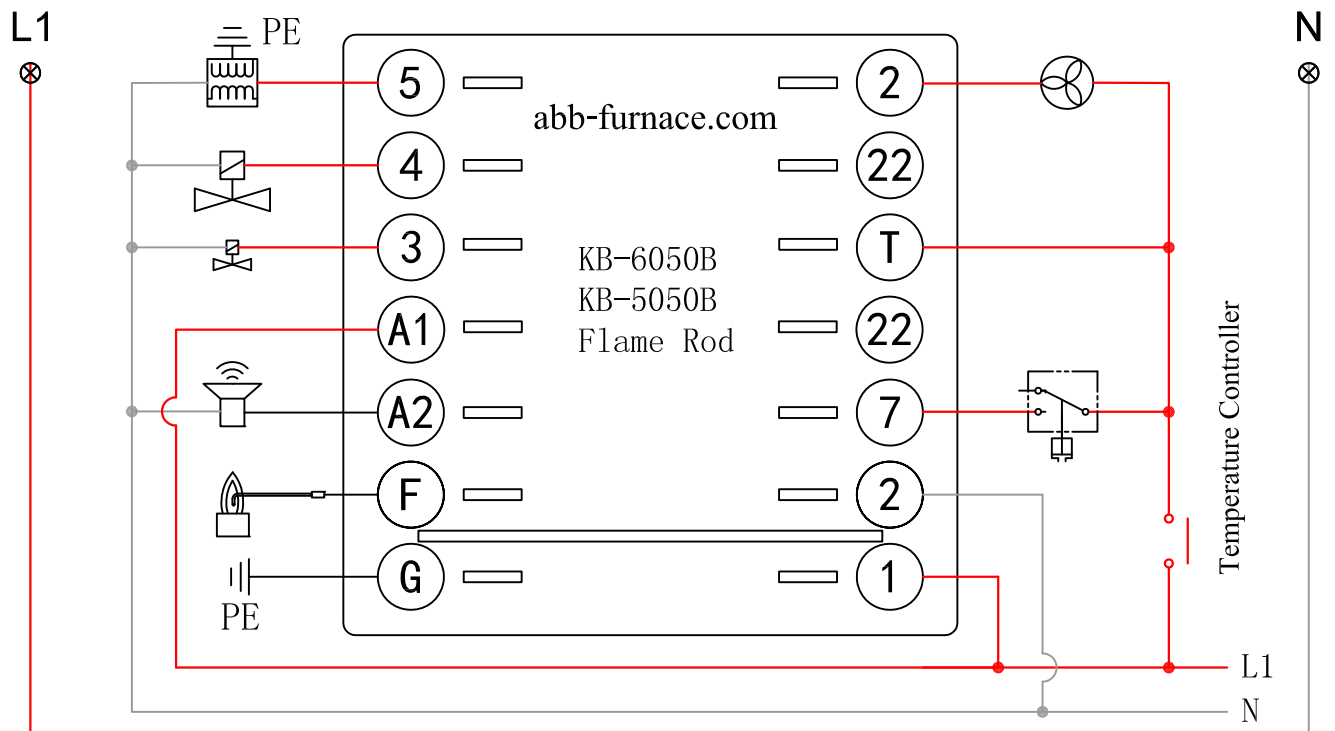 L1
N
PE
5
2
abb-furnace.com
4
22
3
T
KB-6050B
KB-5050B
Flame Rod
A1
22
A2
7
Temperature Controller
F
2
G
1
PE
L1
N